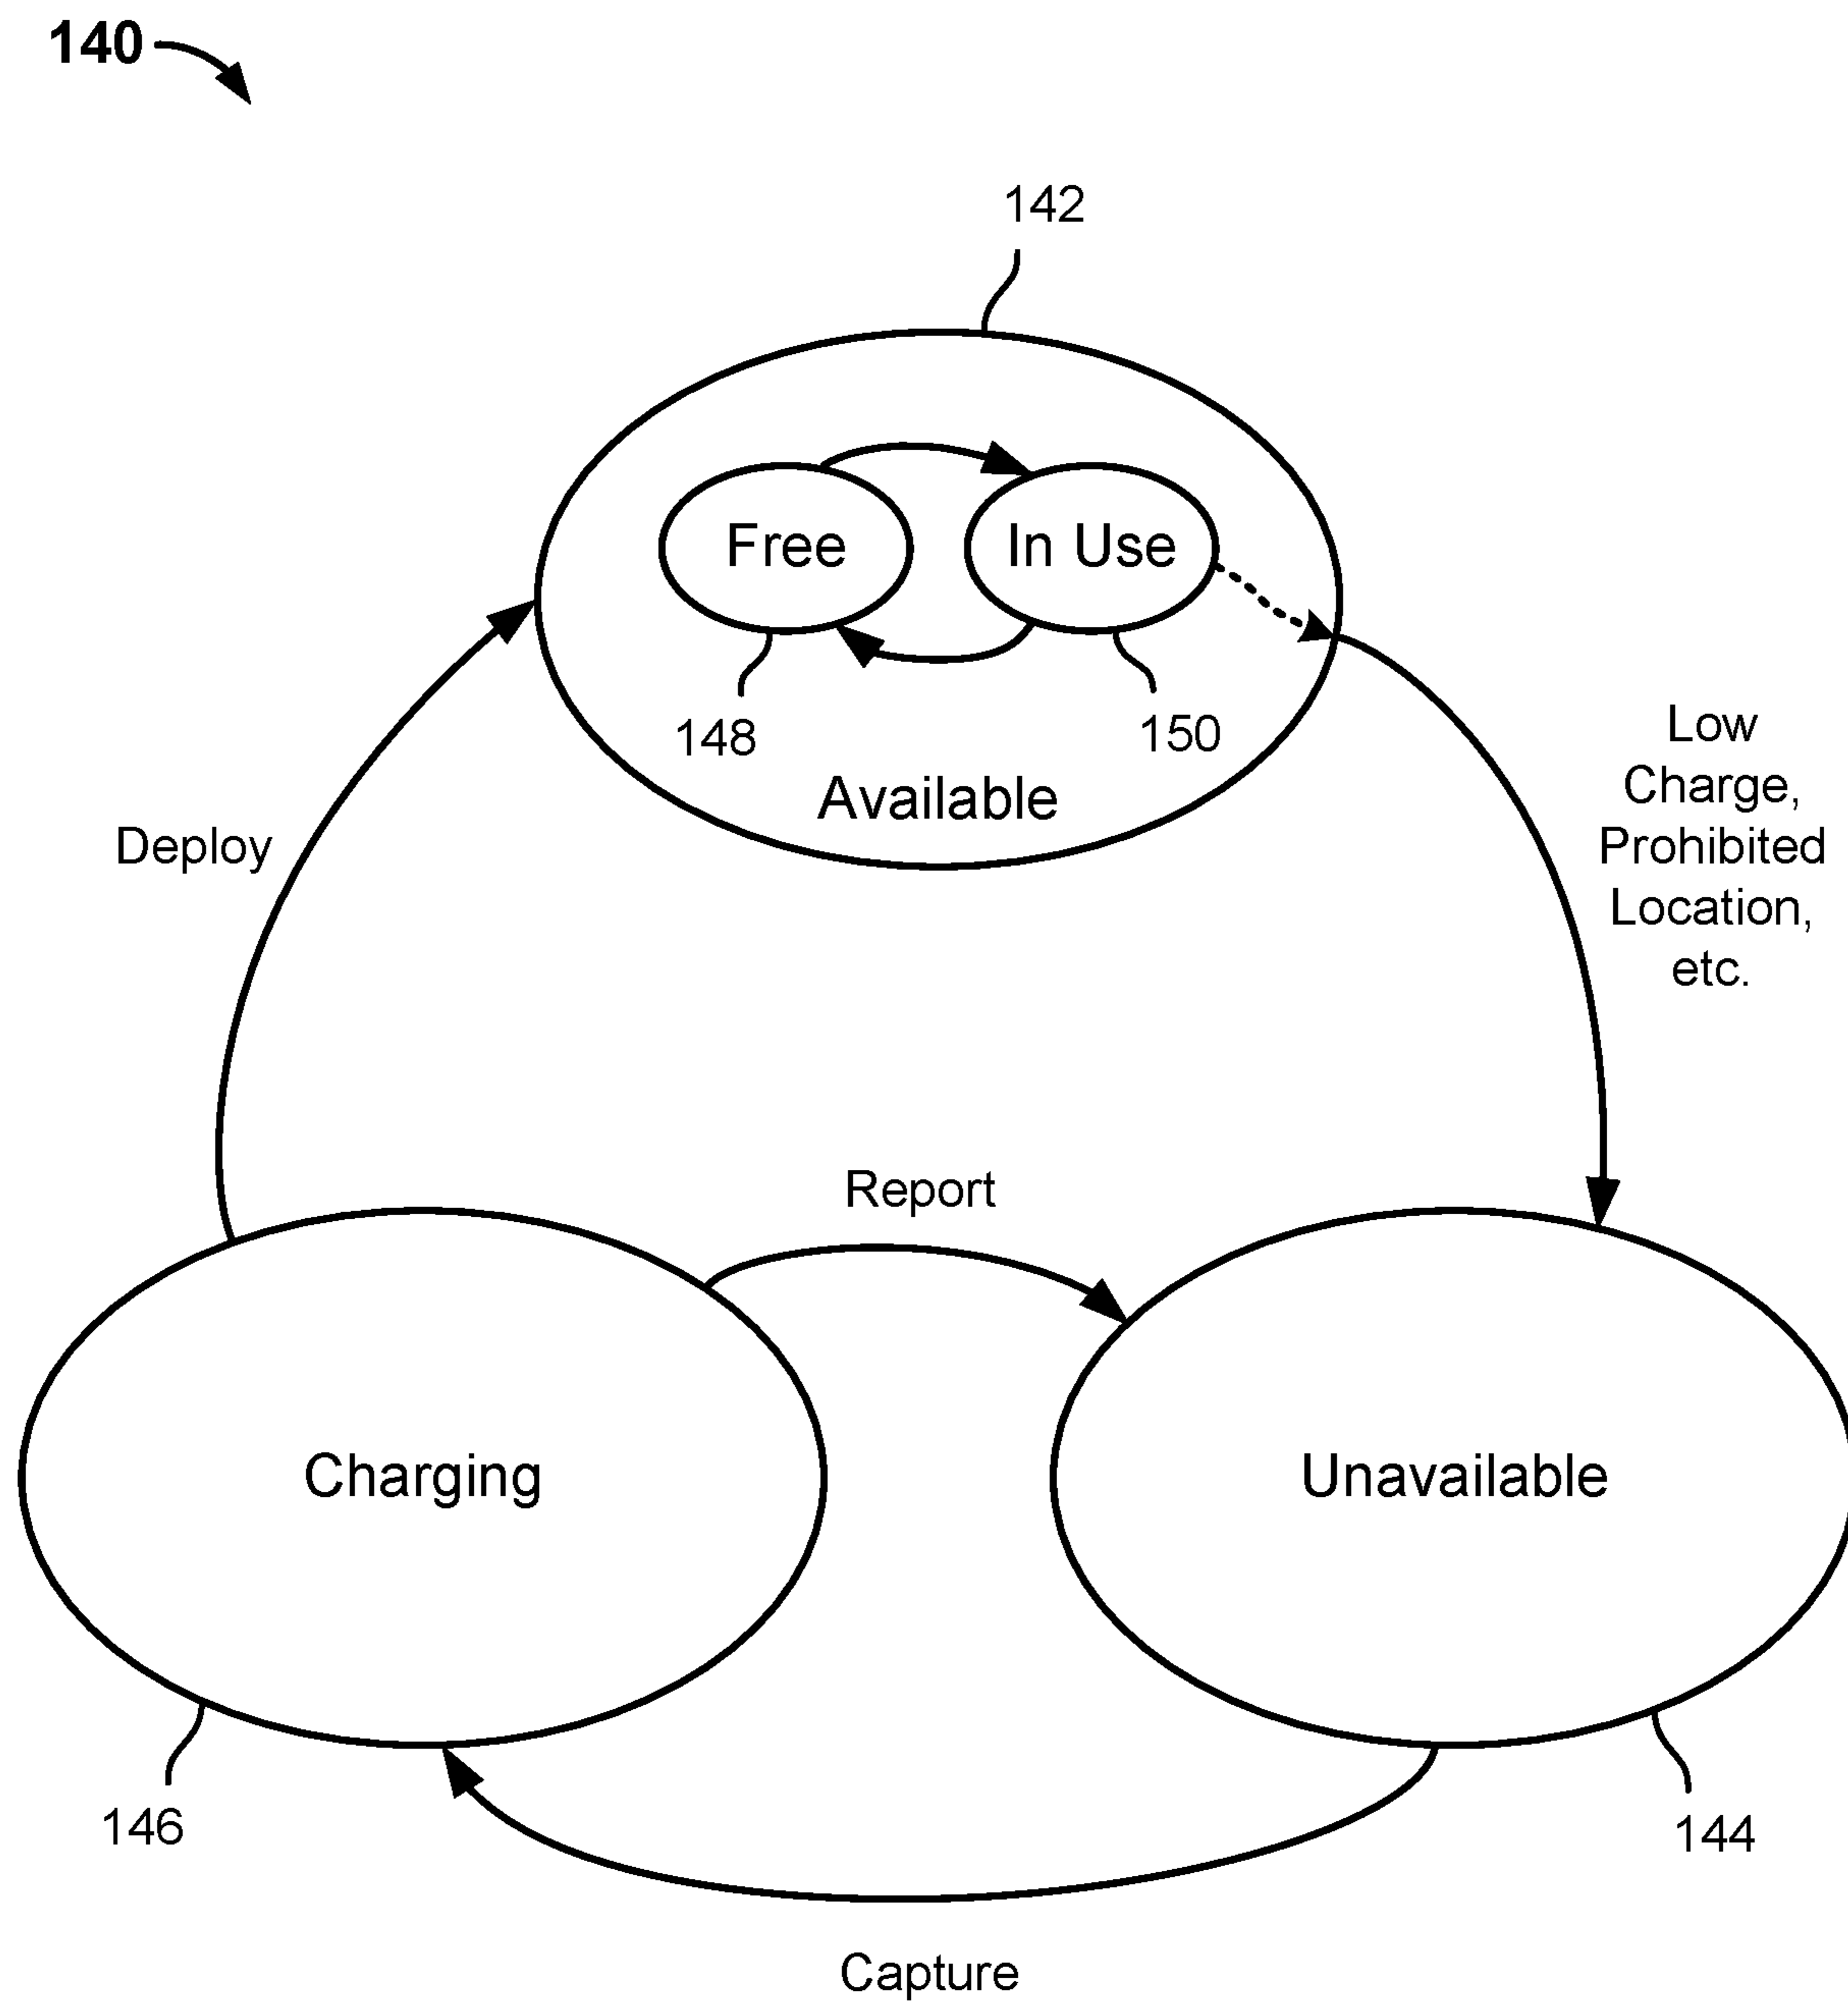 140
142
Free
In Use
148
150
Available
Deploy
Low
Charge,
Prohibited
Location,
etc.
Report
Charging
Unavailable
146
144
Capture